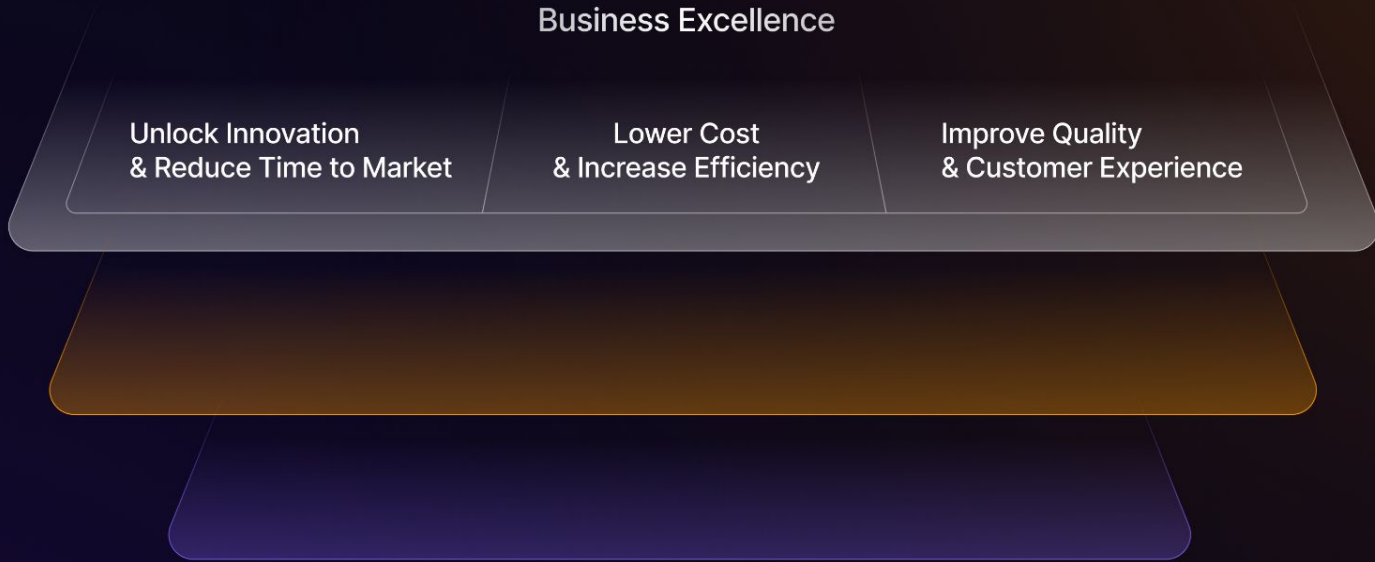 Business Excellence
Unlock Innovation
& Reduce Time to Market
Lower Cost
& Increase Efficiency
Improve Quality
& Customer Experience